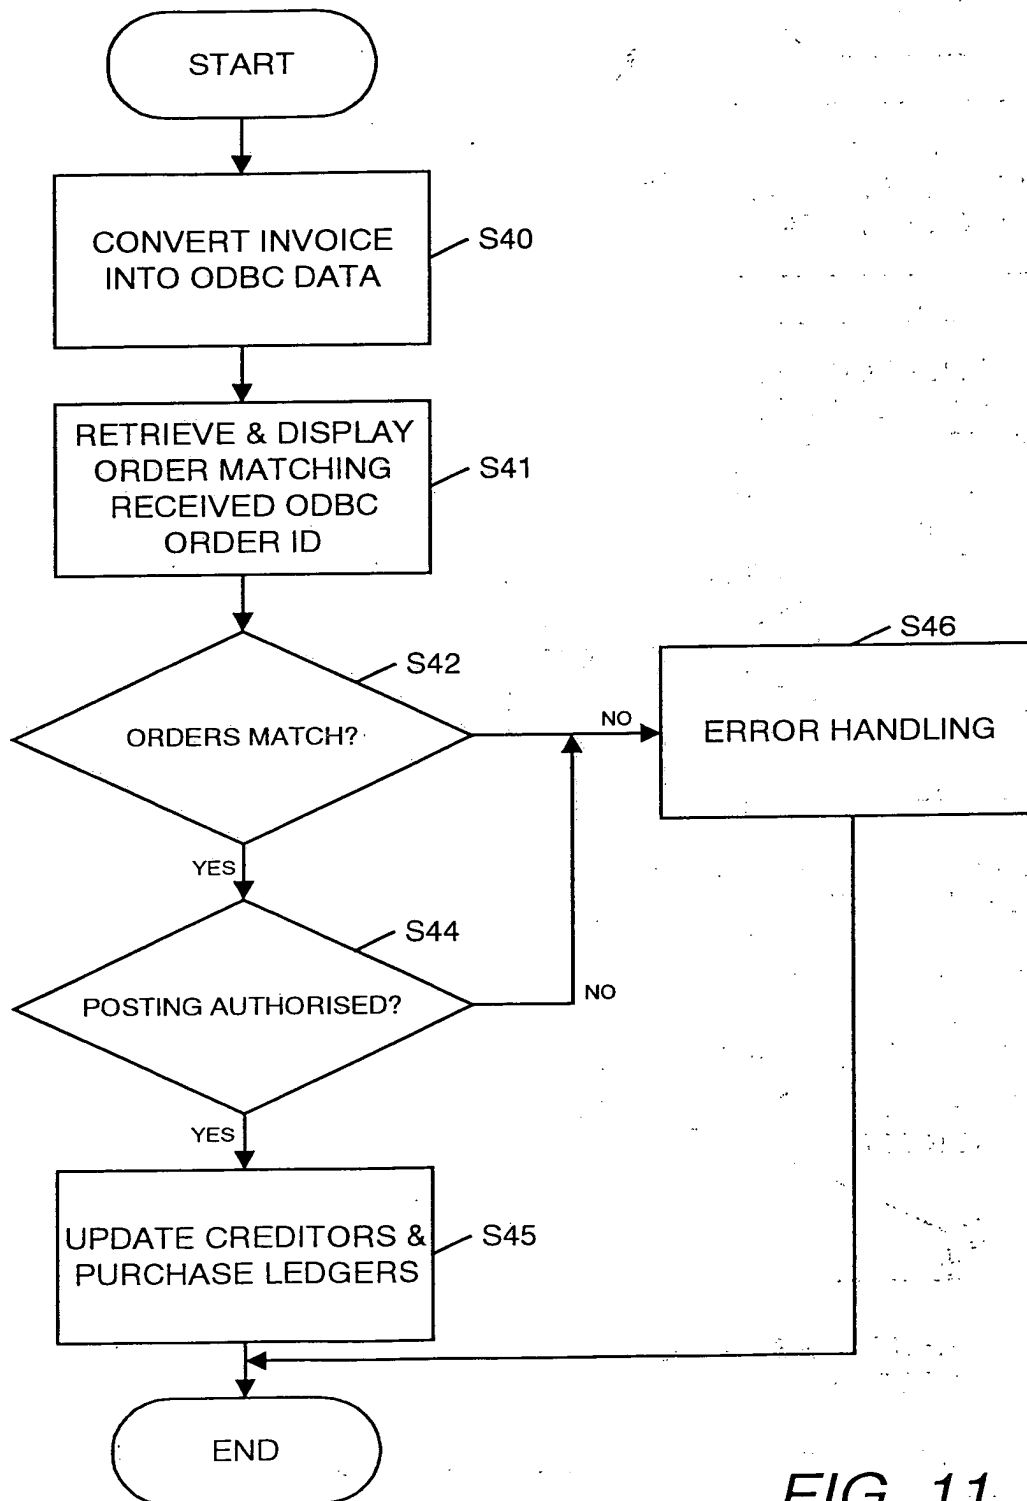 START
CONVERT INVOICE
INTO ODBC DATA
S40
RETRIEVE & DISPLAY
ORDER MATCHING
RECEIVED ODBC
ORDER ID
S41
S42
ORDERS MATCH?
NO
S46
ERROR HANDLING
YES
S44
POSTING AUTHORISED?
NO
YES
UPDATE CREDITORS &
PURCHASE LEDGERS
S45
END
FIG. 11